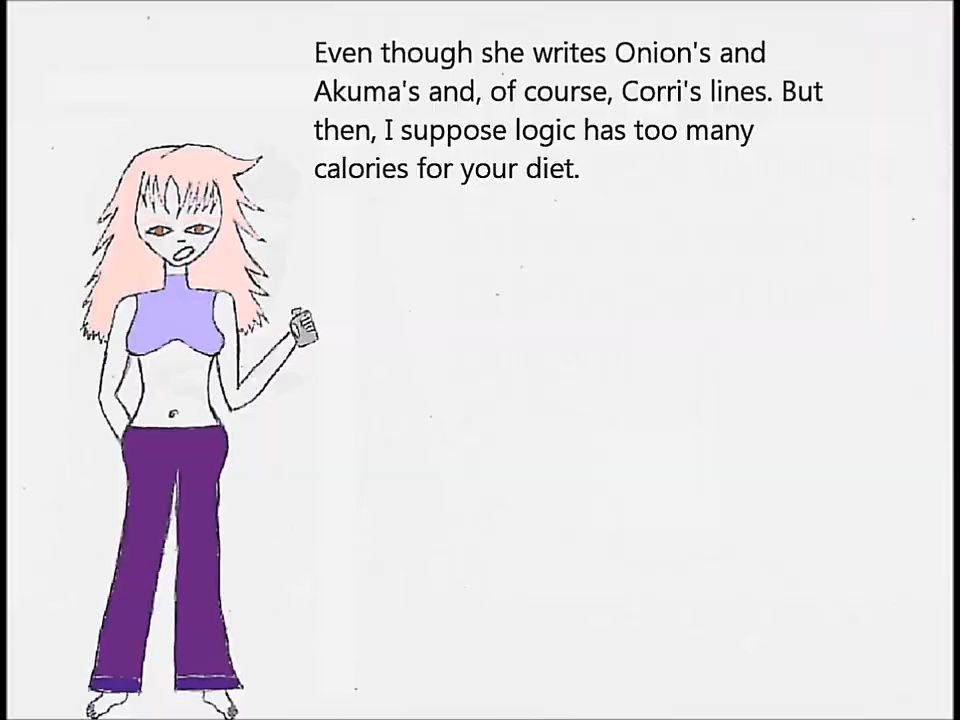 Even though she writes Onion's and
Akuma's and, of course, Corri's lines. But
then, I suppose logic has too many
calories for your diet.